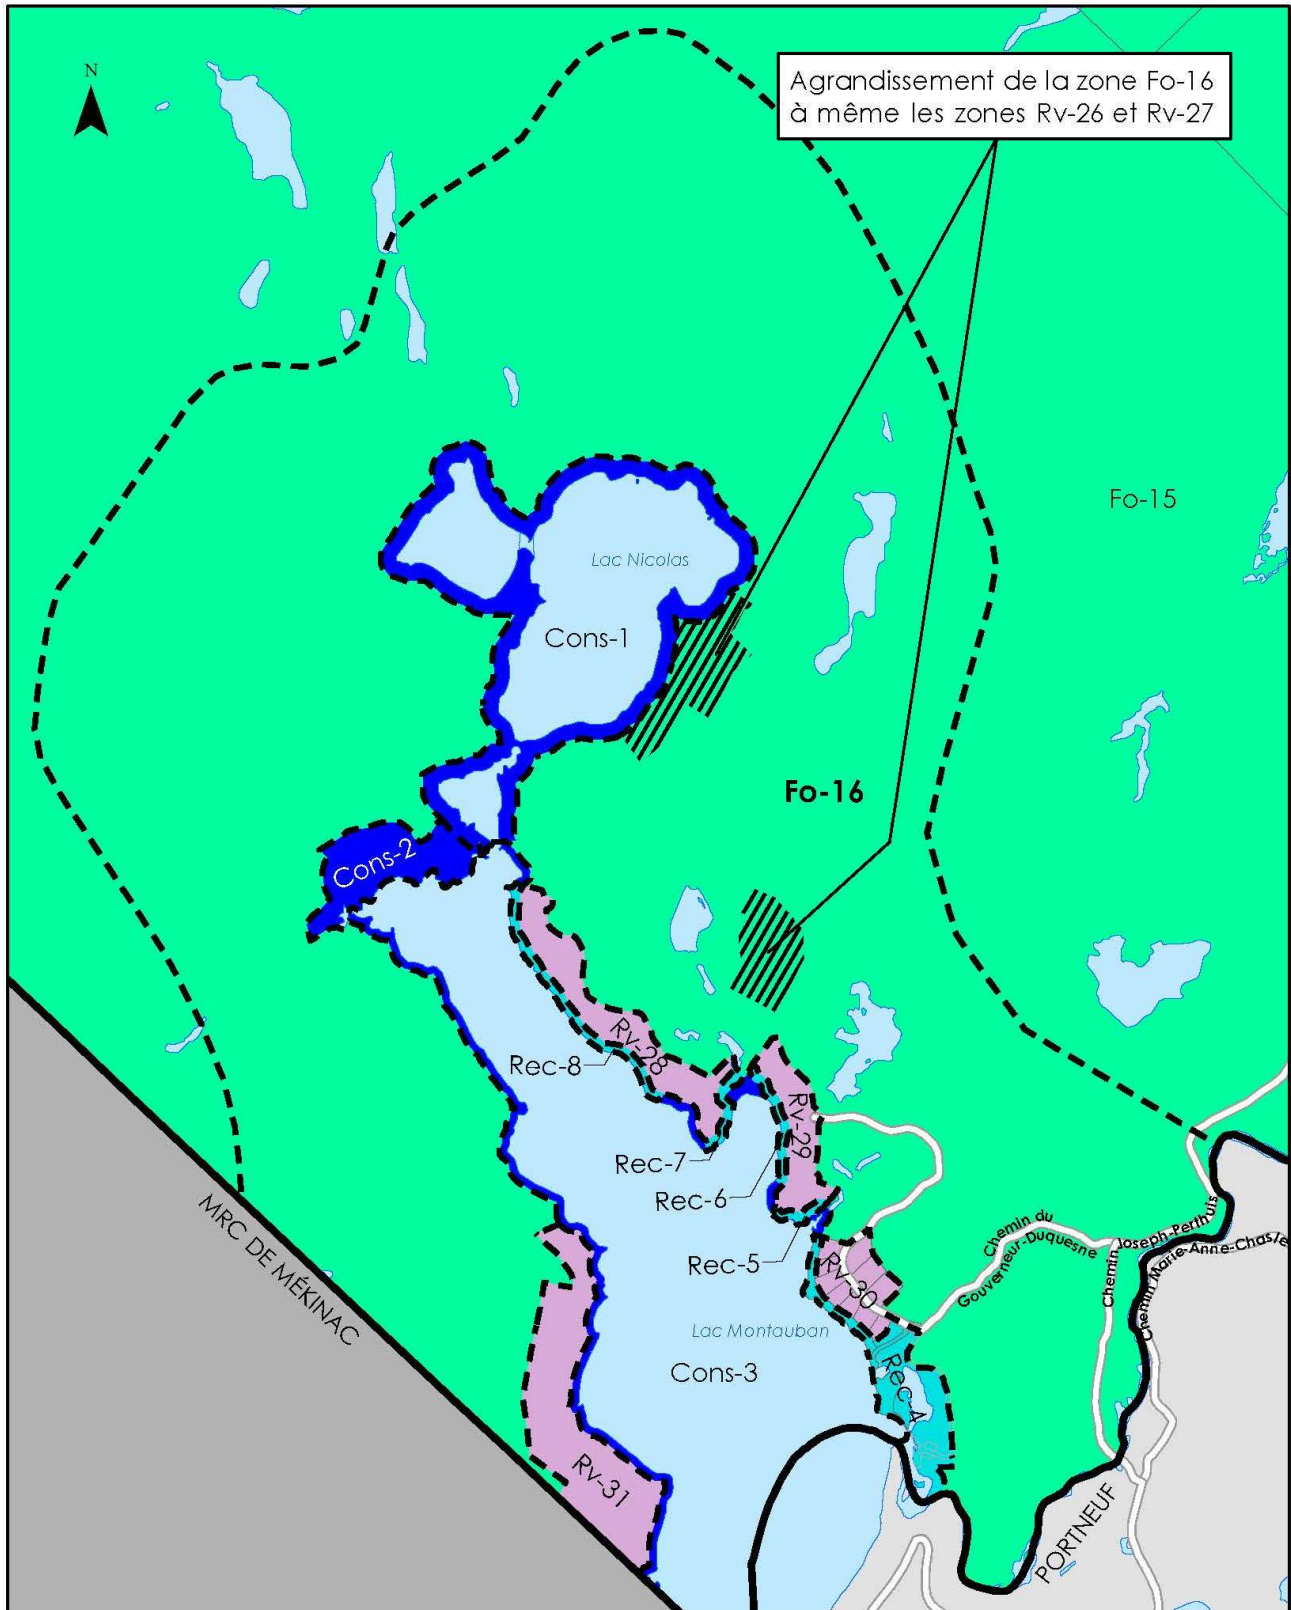 N
Agrandissement de la zone Fo-16
à même les zones Rv-26 et Rv-27
Fo-15
Lac Nicolas
Cons-1
Fo-16
Cons-2
Rv-28
Rec-8
Rv-29
Rec-7
Rec-6
Rec-5
Rv-30
Chemin du
Gouverneur-Duquesne
Chemin Joseph-Perthuis
Chemin Marie-Anne-Chasle
MRC DE MÉKINAC
Lac Montauban
Cons-3
Rec-4
Rv-31
PORTNEUF